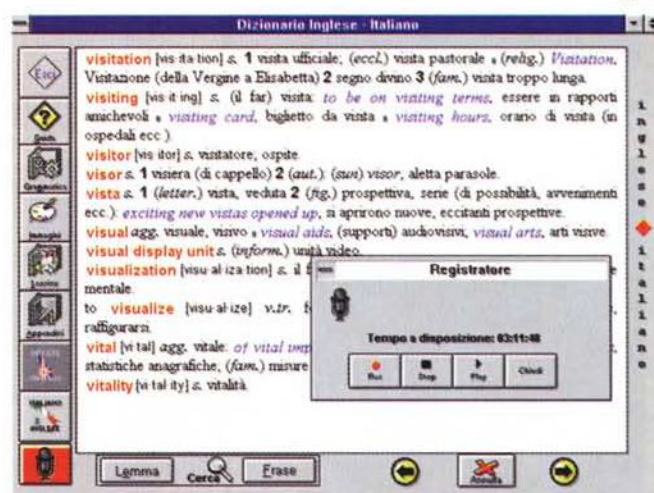 Dizionario Inglese - Italiano
Esci
Guida
Grammatica
Immagini
Appendici
ITALIANO
INGLESE
visitation [vis·ita·tion] s. 1 visita ufficiale; (eccl.) visita pastorale • (relig.) Visitation,
Visitazione (della Vergine a Elisabetta) 2 segno divino 3 (fam.) visita troppo lunga.
visiting [vis·it·ing] s. (il far) visita: to be on visiting terms, essere in rapporti
amichevoli • visiting card, biglietto da visita • visiting hours, orario di visita (in
ospedali ecc.).
visitor [vis·itor] s. visitatore; ospite.
visor s. 1 visiera (di cappello) 2 (aut.): (sun) visor, aletta parasole.
vista s. 1 (letter.) vista, veduta 2 (fig.) prospettiva, serie (di possibilità, avvenimenti
ecc.): exciting new vistas opened up, si aprirono nuove, eccitanti prospettive.
visual agg. visuale, visivo • visual aids, (supporti) audiovisivi, visual arts, arti visive.
visual display unit s. (inform.) unità video.
visualization [visu·al·iza·tion] s. il
mentale.
to visualize [visu·al·ize] v.tr.
raffigurarsi.
vital [vi·tal] agg. vitale: of vital
statistiche anagrafiche; (fam.) misure
vitality [vi·tal·ity] s. vitalità.
Registratore
Tempo a disposizione: 03:11:48
Rec
Stop
Play
Chiudi
inglese
italiano
Lemma
Cerca
Frase
Annulla